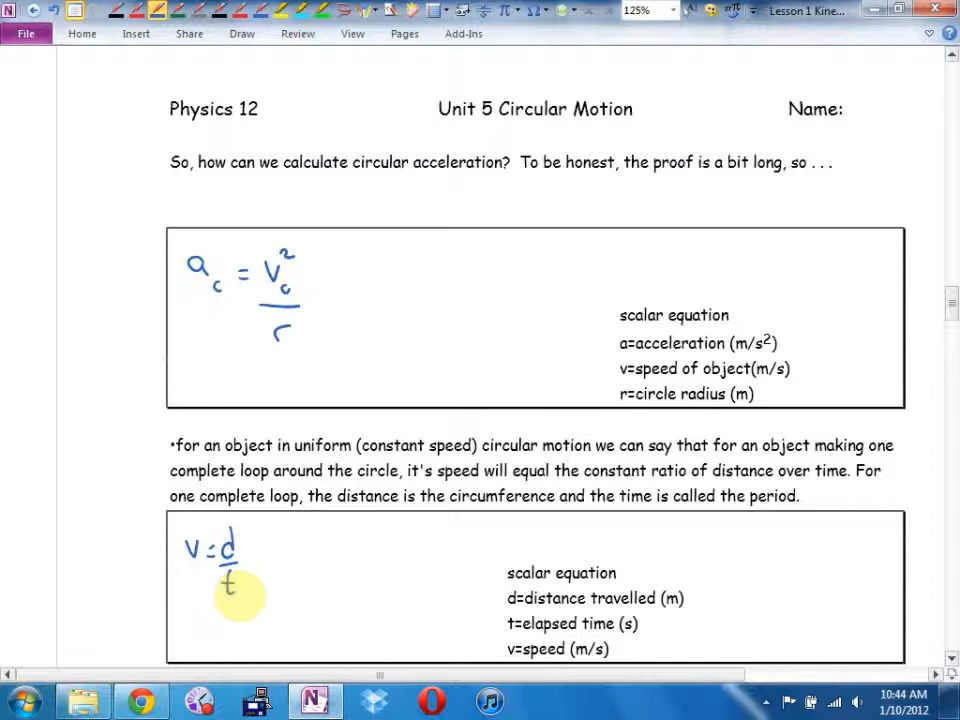 125%
Lesson 1 Kine...
File Home Insert Share Draw Review View Pages Add-Ins
Physics 12 Unit 5 Circular Motion Name:
So, how can we calculate circular acceleration? To be honest, the proof is a bit long, so . . .
a_c = v_c^2
r
scalar equation
a=acceleration (m/s²)
v=speed of object(m/s)
r=circle radius (m)
•for an object in uniform (constant speed) circular motion we can say that for an object making one
complete loop around the circle, it's speed will equal the constant ratio of distance over time. For
one complete loop, the distance is the circumference and the time is called the period.
v=d
t
scalar equation
d=distance travelled (m)
t=elapsed time (s)
v=speed (m/s)
10:44 AM
1/10/2012